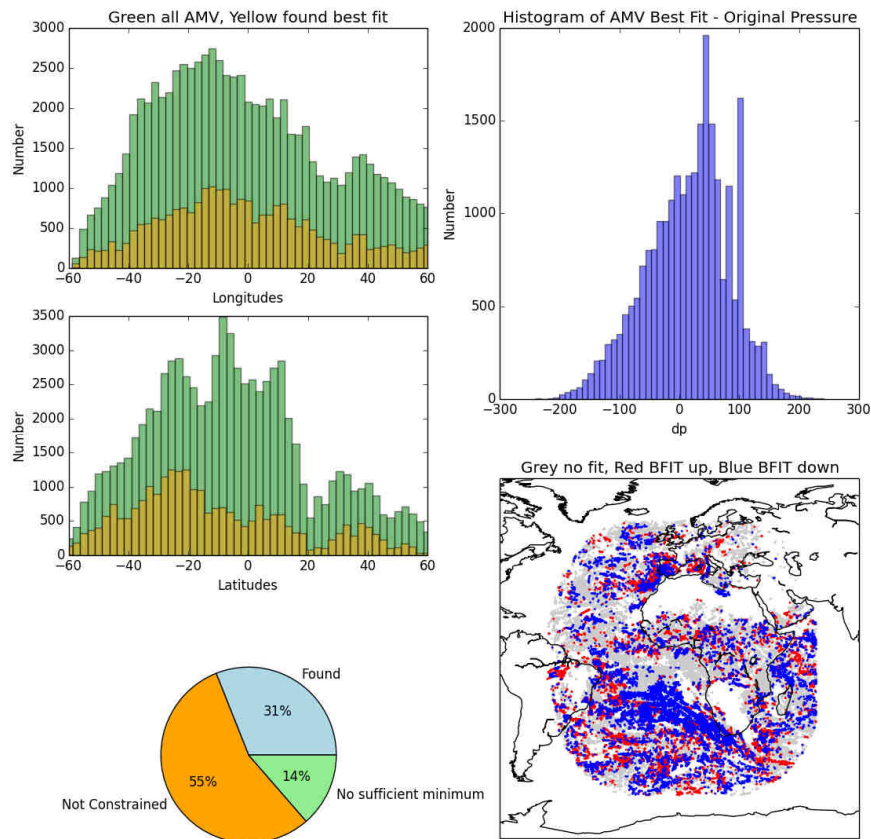 Green all AMV, Yellow found best fit
3000
2500
2000
1500
1000
500
0
Number
−60 −40 −20 0 20 40 60
Longitudes
3500
3000
2500
2000
1500
1000
500
0
Number
−60 −40 −20 0 20 40 60
Latitudes
Found
31%
55%
14%
Not Constrained
No sufficient minimum
Histogram of AMV Best Fit - Original Pressure
2000
1500
1000
500
0
Number
−300 −200 −100 0 100 200 300
dp
Grey no fit, Red BFIT up, Blue BFIT down